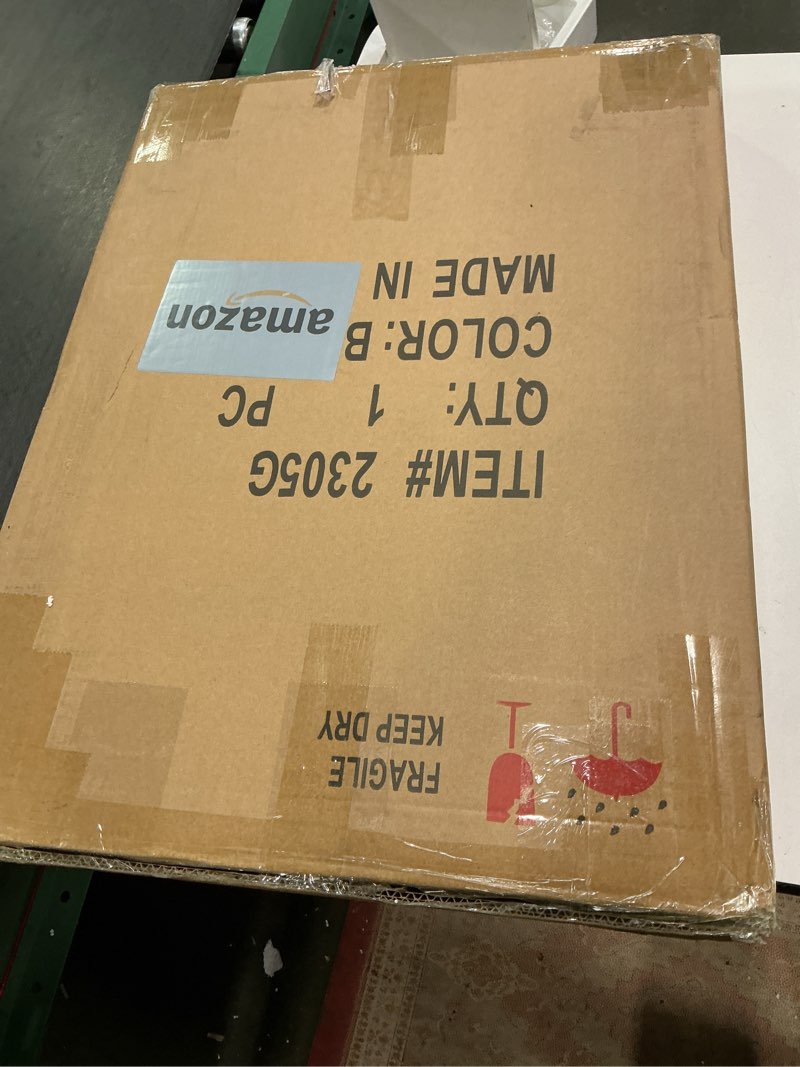 FRAGILE
KEEP DRY
ITEM# 2305G
QTY: 1 PC
COLOR: B
amazon
MADE IN